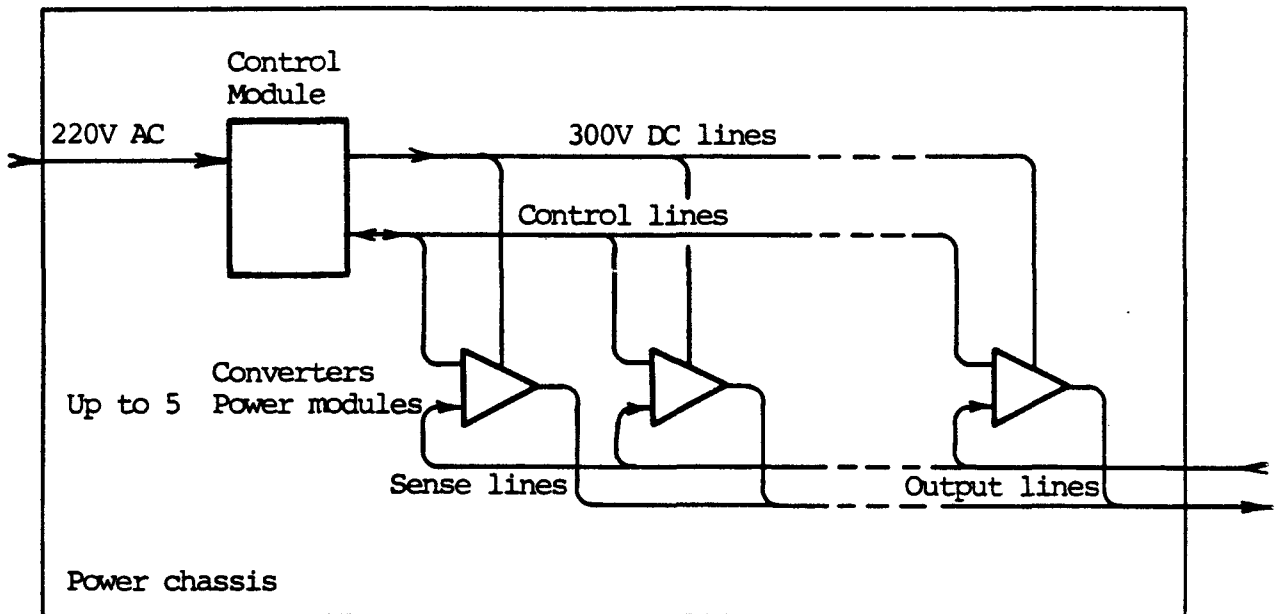 Control
Module
220V AC
300V DC lines
Control lines
Converters
Up to 5 Power modules
Sense lines
Output lines
Power chassis